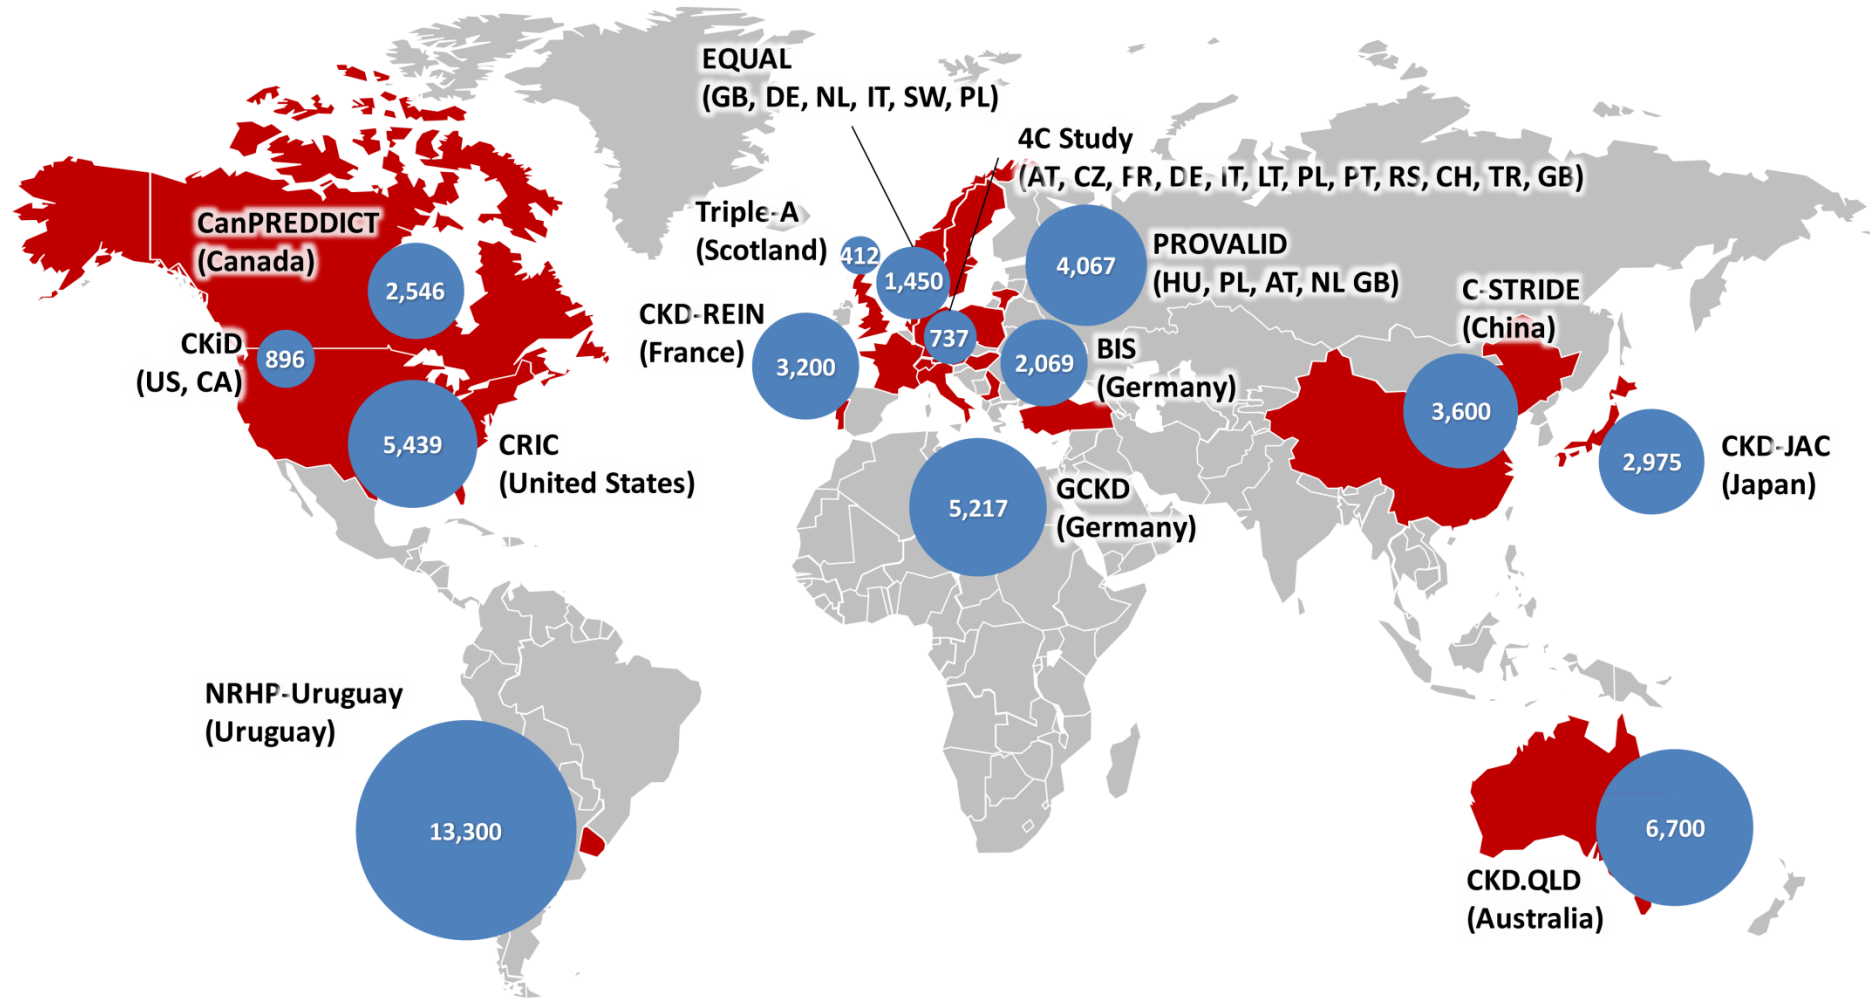 EQUAL
(GB, DE, NL, IT, SW, PL)
4C Study
(AT, CZ, FR, DE, IT, LT, PL, PT, RS, CH, TR, GB)
CanPREDDICT
(Canada)
2,546
Triple-A
(Scotland)
412
1,450
4,067
PROVALID
(HU, PL, AT, NL GB)
C-STRIDE
(China)
3,600
CKiD
(US, CA)
896
CKD-REIN
(France)
3,200
737
2,069
BIS
(Germany)
5,439
CRIC
(United States)
5,217
GCKD
(Germany)
2,975
CKD-JAC
(Japan)
NRHP-Uruguay
(Uruguay)
13,300
6,700
CKD.QLD
(Australia)